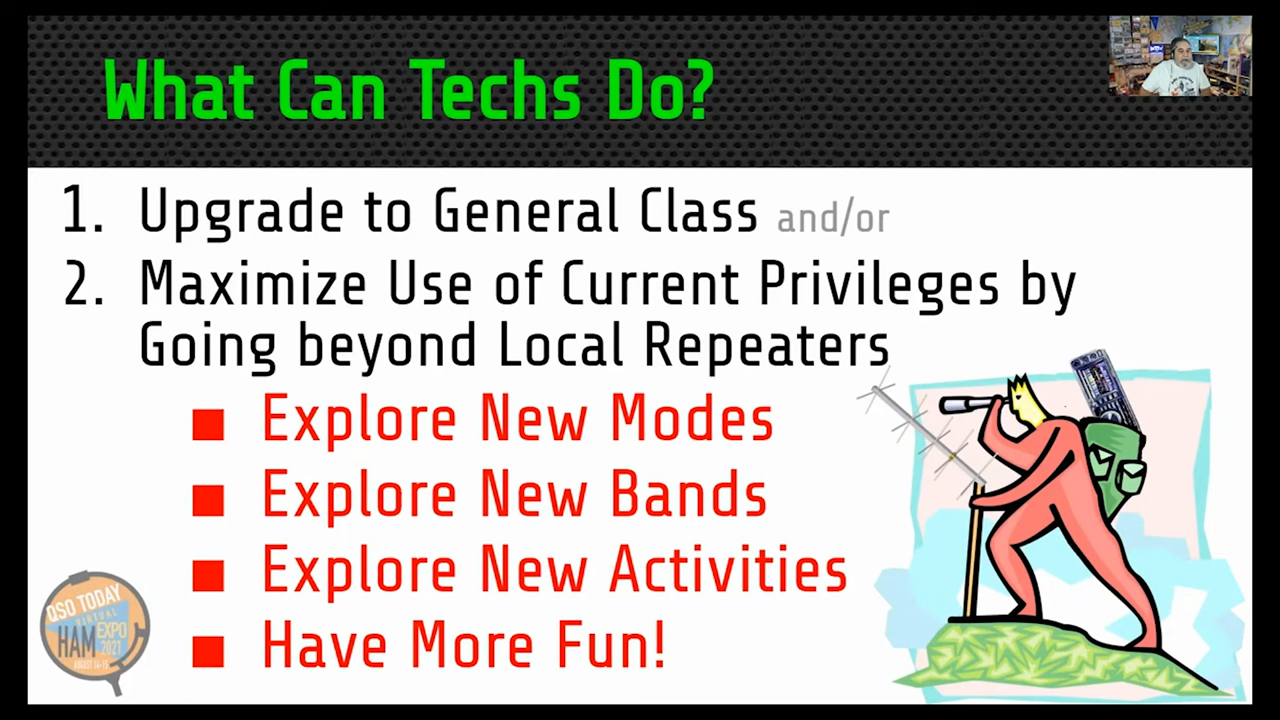 What Can Techs Do?
1. Upgrade to General Class and/or
2. Maximize Use of Current Privileges by
Going beyond Local Repeaters
■ Explore New Modes
■ Explore New Bands
■ Explore New Activities
■ Have More Fun!
QSO TODAY
VIRTUAL
HAM EXPO
2021